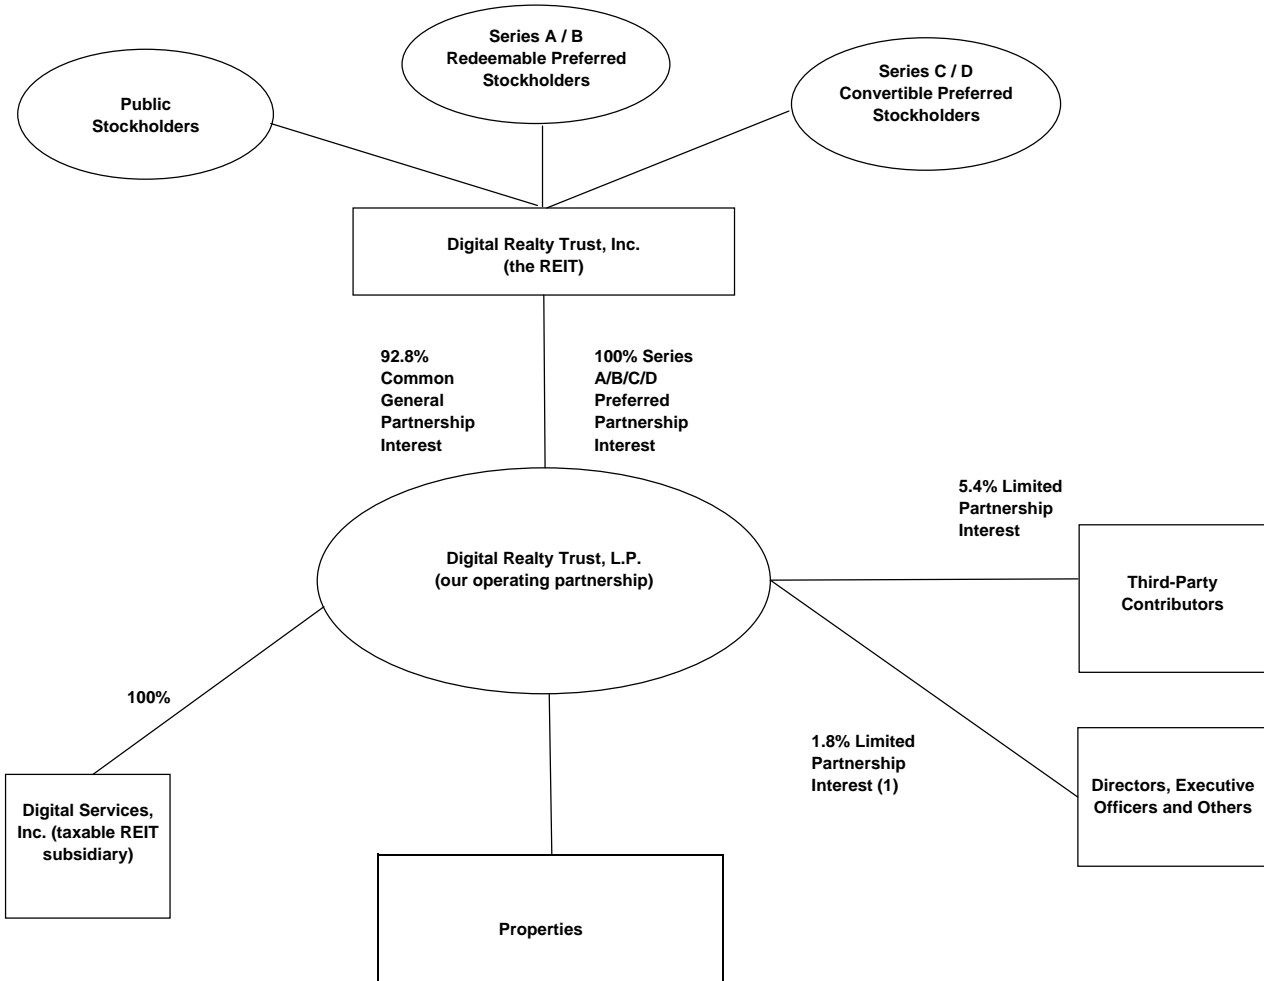 Series A / B
Redeemable Preferred
Stockholders
Public
Stockholders
Series C / D
Convertible Preferred
Stockholders
Digital Realty Trust, Inc.
(the REIT)
92.8%
Common
General
Partnership
Interest
100% Series
A/B/C/D
Preferred
Partnership
Interest
5.4% Limited
Partnership
Interest
Digital Realty Trust, L.P.
(our operating partnership)
Third-Party
Contributors
100%
1.8% Limited
Partnership
Interest (1)
Directors, Executive
Officers and Others
Digital Services,
Inc. (taxable REIT
subsidiary)
Properties